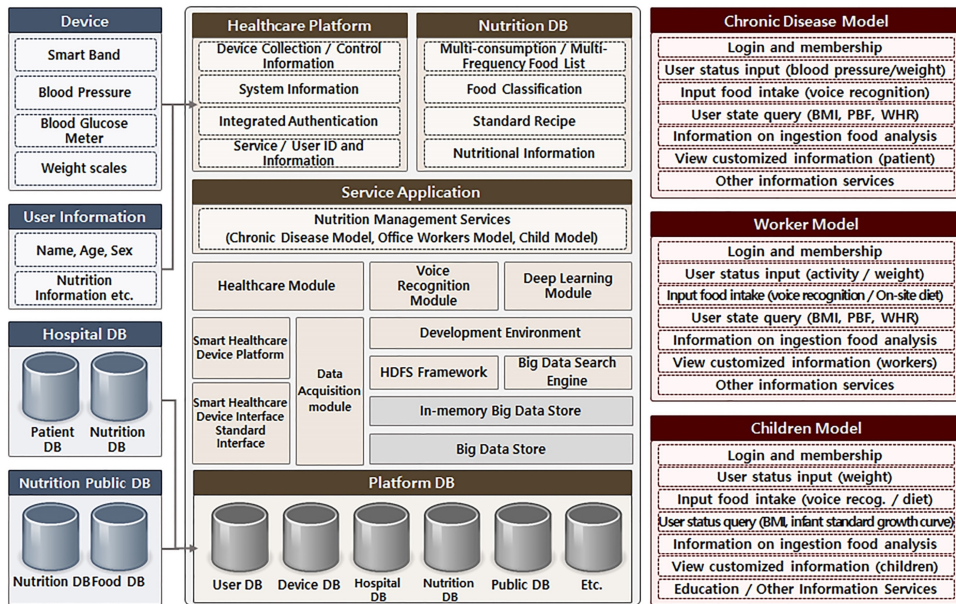 Device
Smart Band
Blood Pressure
Blood Glucose
Meter
Weight scales
User Information
Name, Age, Sex
Nutrition
Information etc.
Hospital DB
Patient
DB
Nutrition
DB
Nutrition Public DB
Nutrition DB
Food DB
Healthcare Platform
Device Collection / Control
Information
System Information
Integrated Authentication
Service / User ID and
Information
Nutrition DB
Multi-consumption / Multi-
Frequency Food List
Food Classification
Standard Recipe
Nutritional Information
Service Application
Nutrition Management Services
(Chronic Disease Model, Office Workers Model, Child Model)
Healthcare Module
Voice
Recognition
Module
Deep Learning
Module
Smart Healthcare
Device Platform
Smart Healthcare
Device Interface
Standard
Interface
Data
Acquisition
module
Development Environment
HDFS Framework
Big Data Search
Engine
In-memory Big Data Store
Big Data Store
Platform DB
User DB
Device DB
Hospital
DB
Nutrition
DB
Public DB
Etc.
Chronic Disease Model
Login and membership
User status input (blood pressure/weight)
Input food intake (voice recognition)
User state query (BMI, PBF, WHR)
Information on ingestion food analysis
View customized information (patient)
Other information services
Worker Model
Login and membership
User status input (activity / weight)
Input food intake (voice recognition / On-site diet)
User state query (BMI, PBF, WHR)
Information on ingestion food analysis
View customized information (workers)
Other information services
Children Model
Login and membership
User status input (weight)
Input food intake (voice recog. / diet)
User status query (BMI, infant standard growth curve)
Information on ingestion food analysis
View customized information (children)
Education / Other Information Services